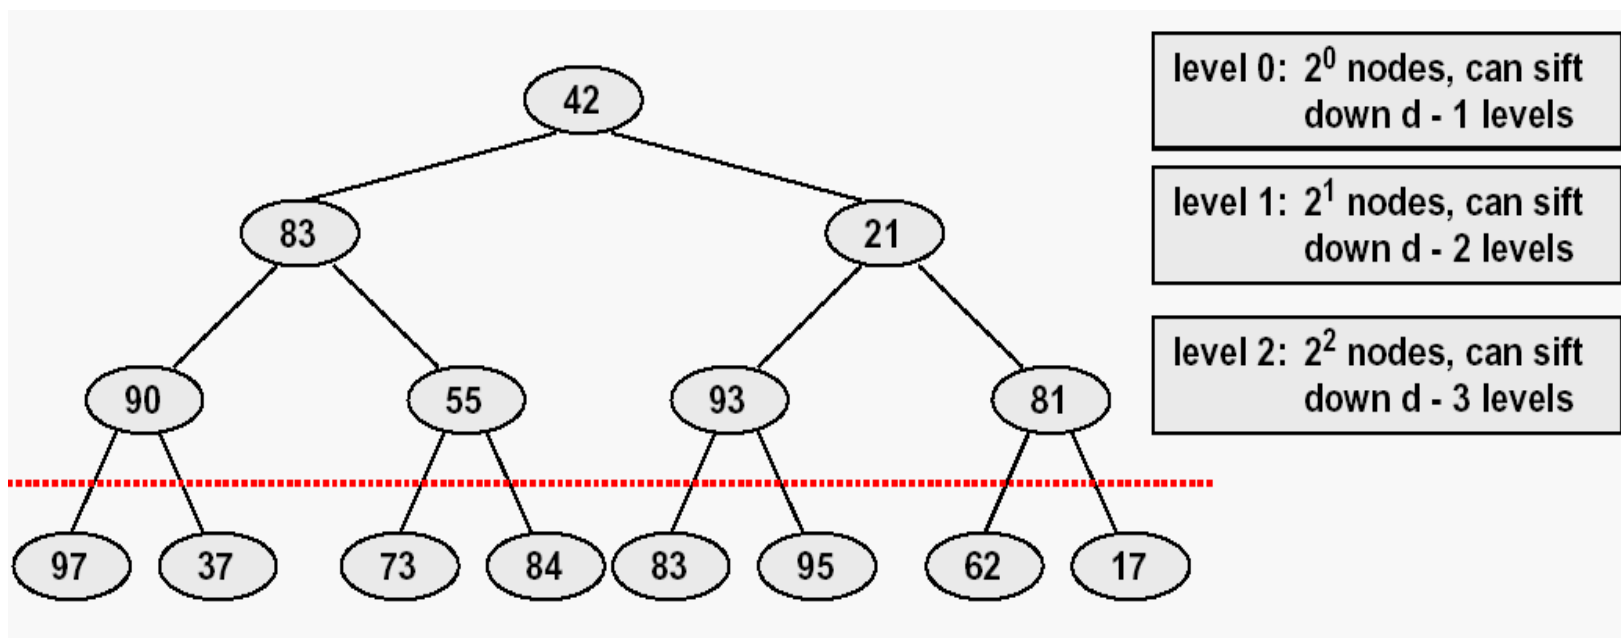 42
level 0: 2⁰ nodes, can sift
down d - 1 levels
83 21
level 1: 2¹ nodes, can sift
down d - 2 levels
90 55 93 81
level 2: 2² nodes, can sift
down d - 3 levels
97 37 73 84 83 95 62 17